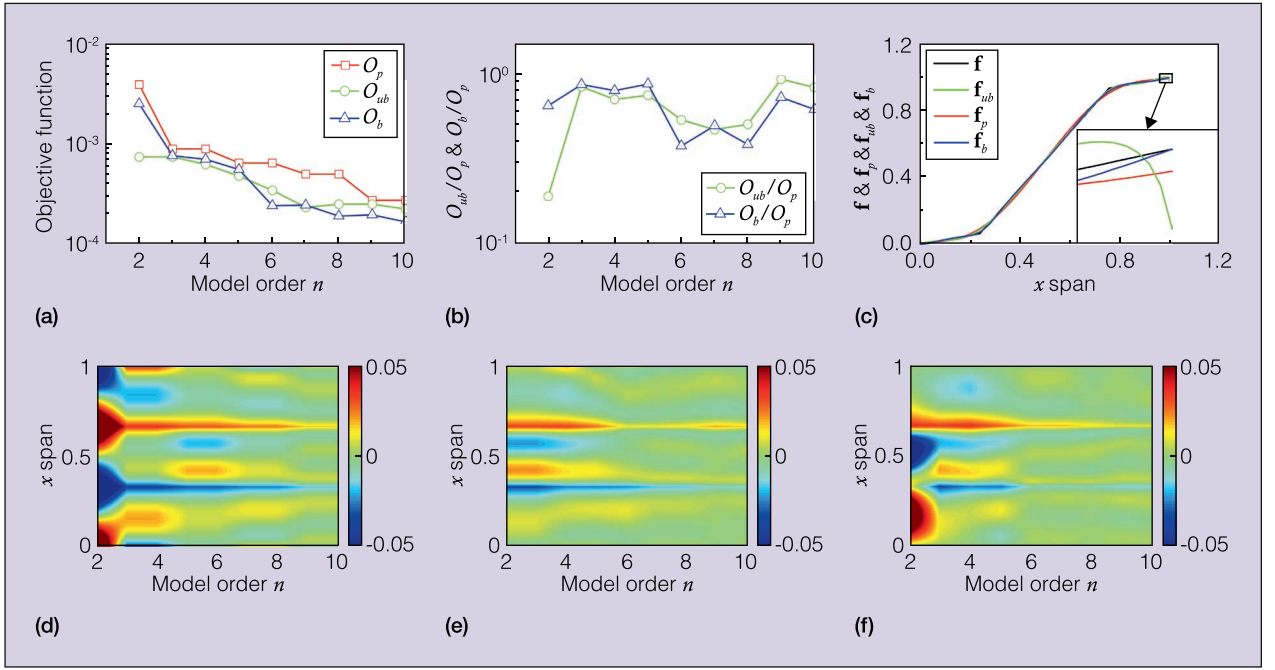 10⁻²
10⁻³
10⁻⁴
Objective function
O_p
O_ub
O_b
2 4 6 8 10
Model order n
(a)
10⁰
10⁻¹
O_ub/O_p & O_b/O_p
O_ub/O_p
O_b/O_p
2 4 6 8 10
Model order n
(b)
1.2
0.8
0.4
0.0
f & f_p & f_ub & f_b
f
f_ub
f_p
f_b
0.0 0.4 0.8 1.2
x span
(c)
1
0.5
0
x span
2 4 6 8 10
Model order n
0.05
0
-0.05
(d)
1
0.5
0
x span
2 4 6 8 10
Model order n
0.05
0
-0.05
(e)
1
0.5
0
x span
2 4 6 8 10
Model order n
0.05
0
-0.05
(f)